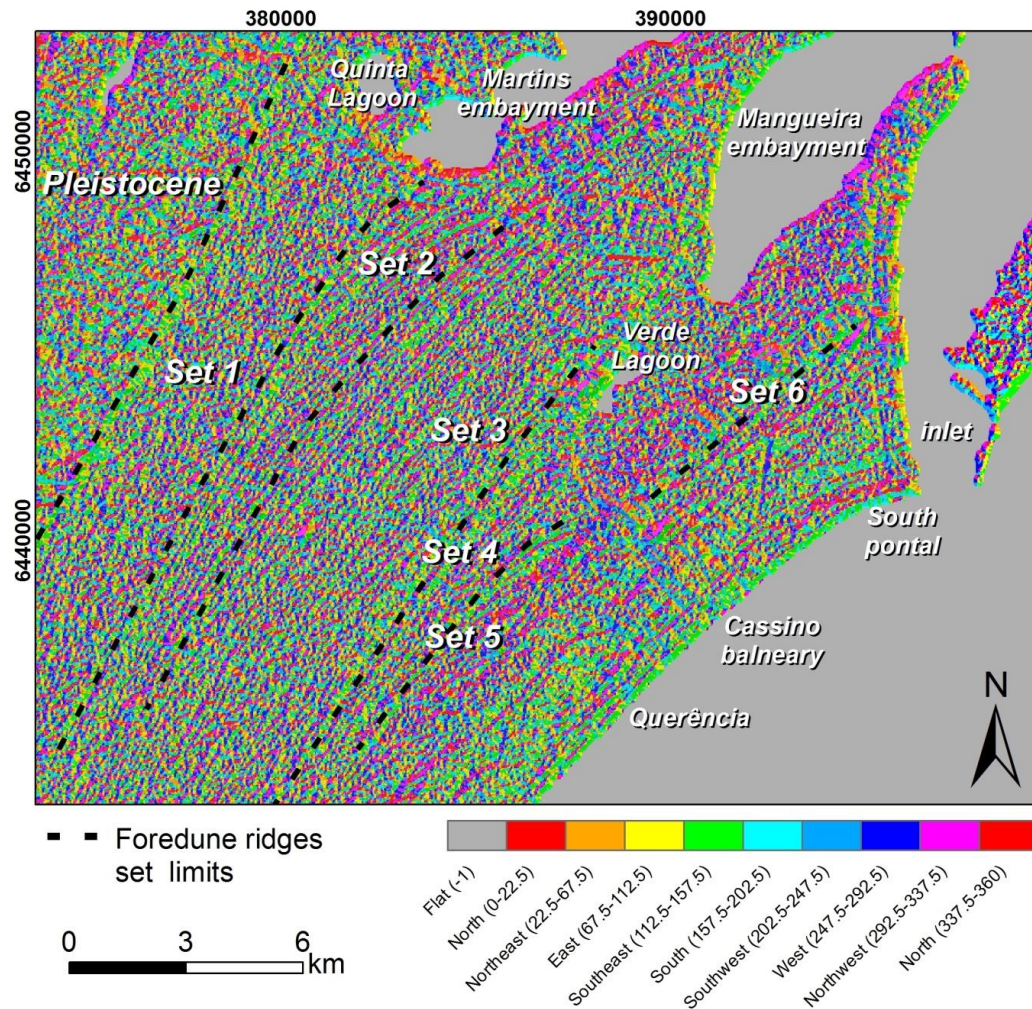 380000
390000
6450000
6440000
Quinta
Lagoon
Martins
embayment
Mangueira
embayment
Pleistocene
Set 2
Set 1
Verde
Lagoon
Set 6
Set 3
inlet
South
pontal
Set 4
Set 5
Cassino
balneary
Querência
N
Foredune ridges
set limits
0
3
6
km
Flat (-1)
North (0-22.5)
Northeast (22.5-67.5)
East (67.5-112.5)
Southeast (112.5-157.5)
South (157.5-202.5)
Southwest (202.5-247.5)
West (247.5-292.5)
Northwest (292.5-337.5)
North (337.5-360)